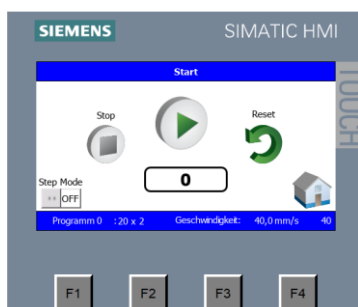 SIEMENS SIMATIC HMI
TOUCH
Start
Stop Reset
0
Step Mode
OFF
Programm 0 :20 x 2 Geschwindigkeit: 40,0 mm/s 40
F1 F2 F3 F4